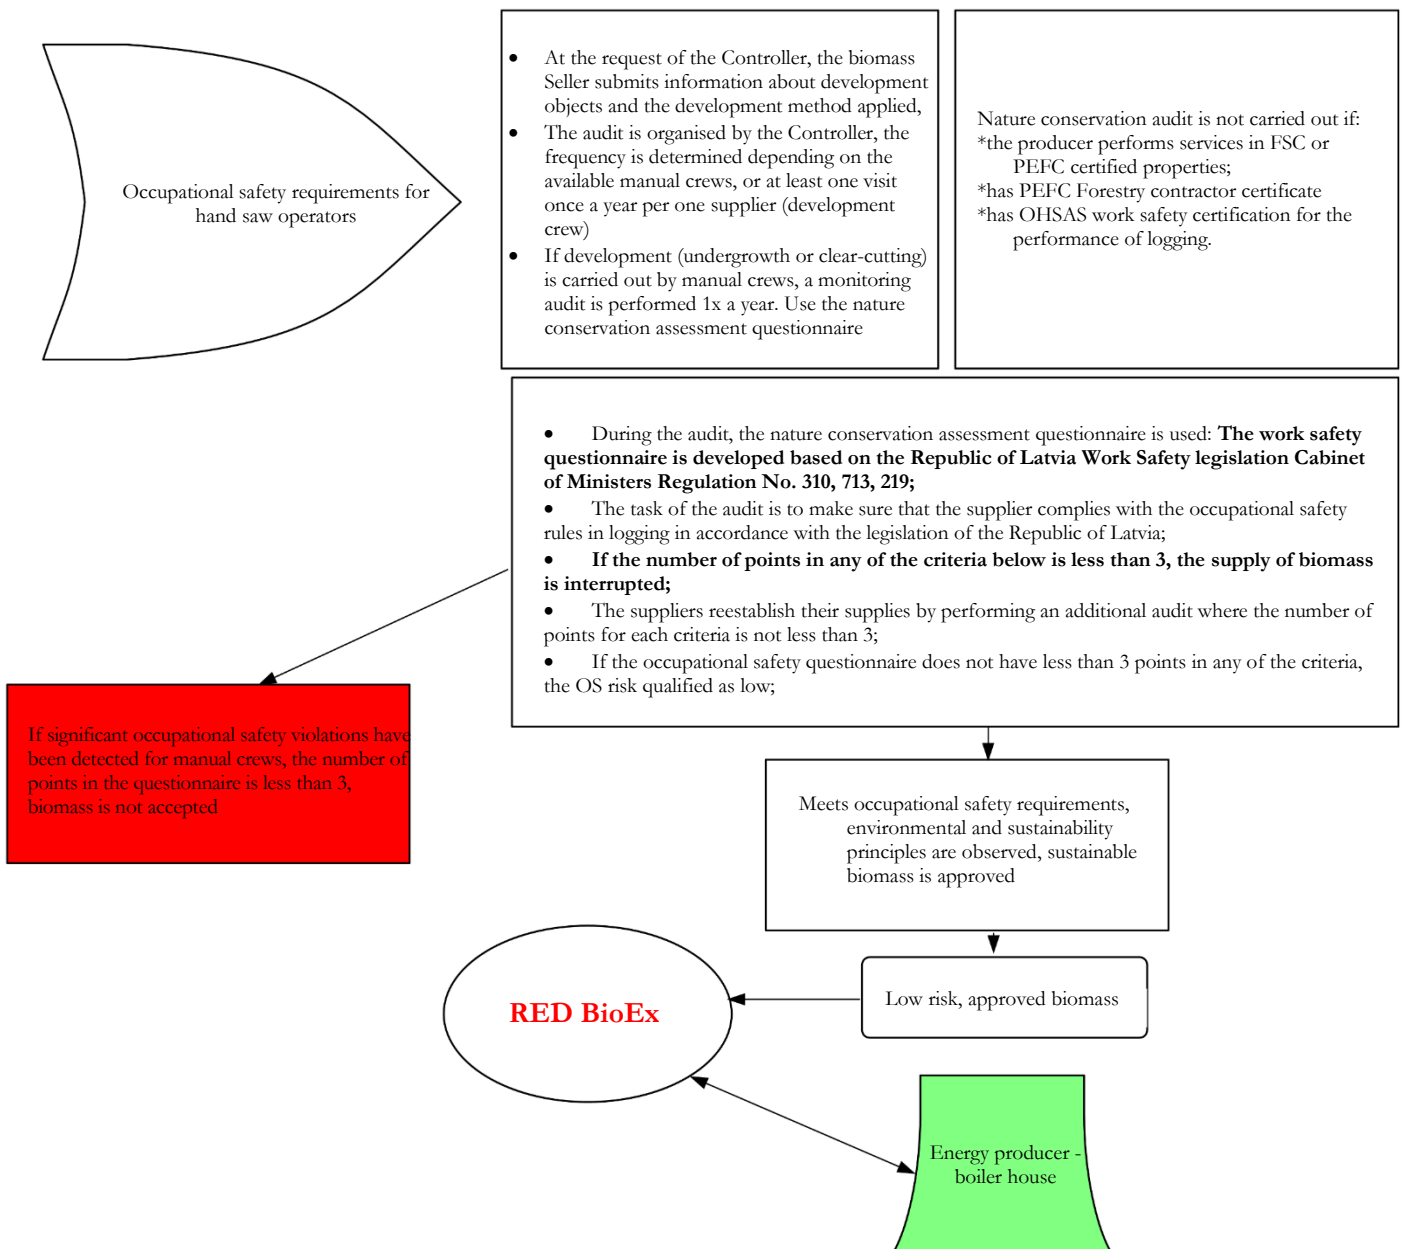 Occupational safety requirements for
hand saw operators
• At the request of the Controller, the biomass
Seller submits information about development
objects and the development method applied,
• The audit is organised by the Controller, the
frequency is determined depending on the
available manual crews, or at least one visit
once a year per one supplier (development
crew)
• If development (undergrowth or clear-cutting)
is carried out by manual crews, a monitoring
audit is performed 1x a year. Use the nature
conservation assessment questionnaire
Nature conservation audit is not carried out if:
*the producer performs services in FSC or
PEFC certified properties;
*has PEFC Forestry contractor certificate
*has OHSAS work safety certification for the
performance of logging.
• During the audit, the nature conservation assessment questionnaire is used: The work safety
questionnaire is developed based on the Republic of Latvia Work Safety legislation Cabinet
of Ministers Regulation No. 310, 713, 219;
• The task of the audit is to make sure that the supplier complies with the occupational safety
rules in logging in accordance with the legislation of the Republic of Latvia;
• If the number of points in any of the criteria below is less than 3, the supply of biomass
is interrupted;
• The suppliers reestablish their supplies by performing an additional audit where the number of
points for each criteria is not less than 3;
• If the occupational safety questionnaire does not have less than 3 points in any of the criteria,
the OS risk qualified as low;
If significant occupational safety violations have
been detected for manual crews, the number of
points in the questionnaire is less than 3,
biomass is not accepted
Meets occupational safety requirements,
environmental and sustainability
principles are observed, sustainable
biomass is approved
Low risk, approved biomass
RED BioEx
Energy producer -
boiler house